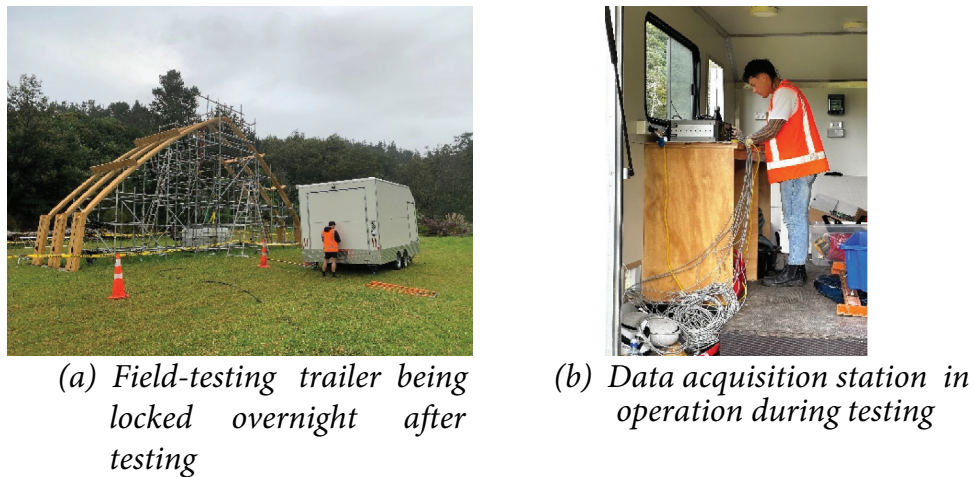 (a) Field-testing trailer being
locked overnight after
testing
(b) Data acquisition station in
operation during testing